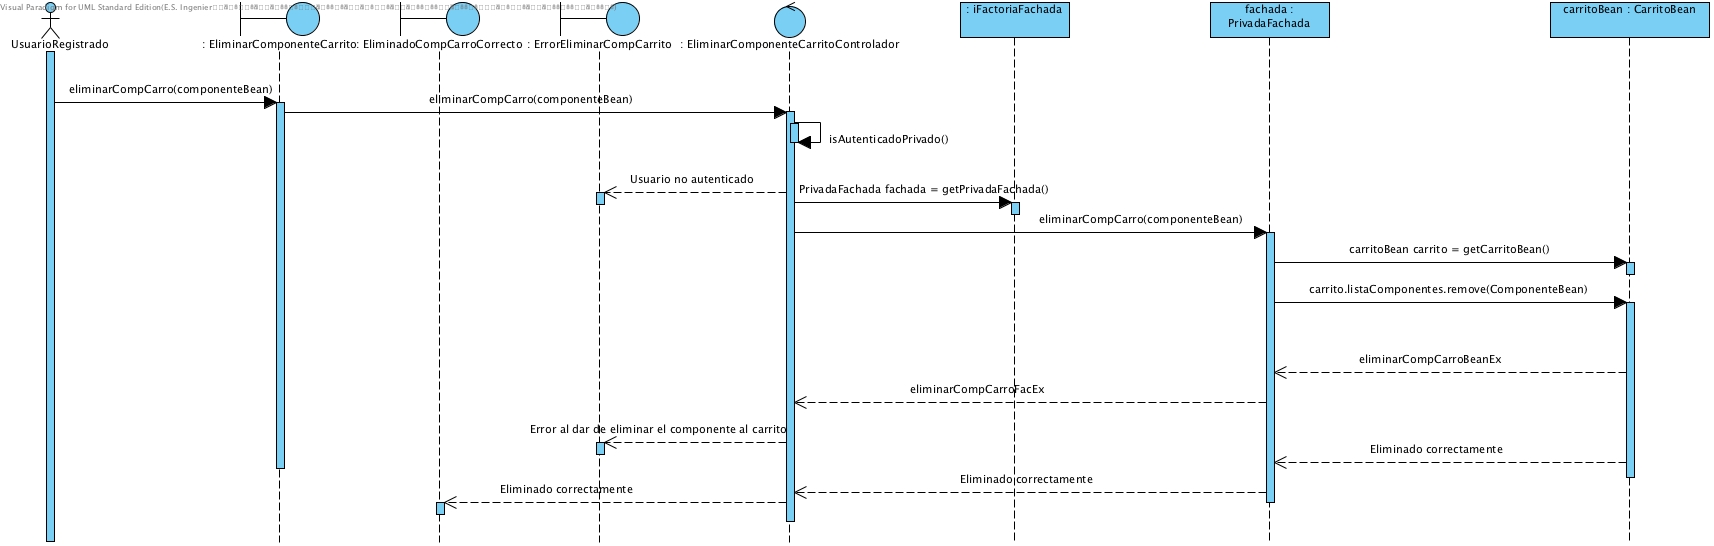 Visual Paradigm for UML Standard Edition(E.S. Ingenier
: iFactoriaFachada
fachada :
PrivadaFachada
carritoBean : CarritoBean
UsuarioRegistrado
: EliminarComponenteCarrito
: EliminadoCompCarroCorrecto
: ErrorEliminarCompCarrito
: EliminarComponenteCarritoControlador
eliminarCompCarro(componenteBean)
eliminarCompCarro(componenteBean)
isAutenticadoPrivado()
Usuario no autenticado
PrivadaFachada fachada = getPrivadaFachada()
eliminarCompCarro(componenteBean)
carritoBean carrito = getCarritoBean()
carrito.listaComponentes.remove(ComponenteBean)
eliminarCompCarroBeanEx
eliminarCompCarroFacEx
Error al dar de eliminar el componente al carrito
Eliminado correctamente
Eliminado correctamente
Eliminado correctamente